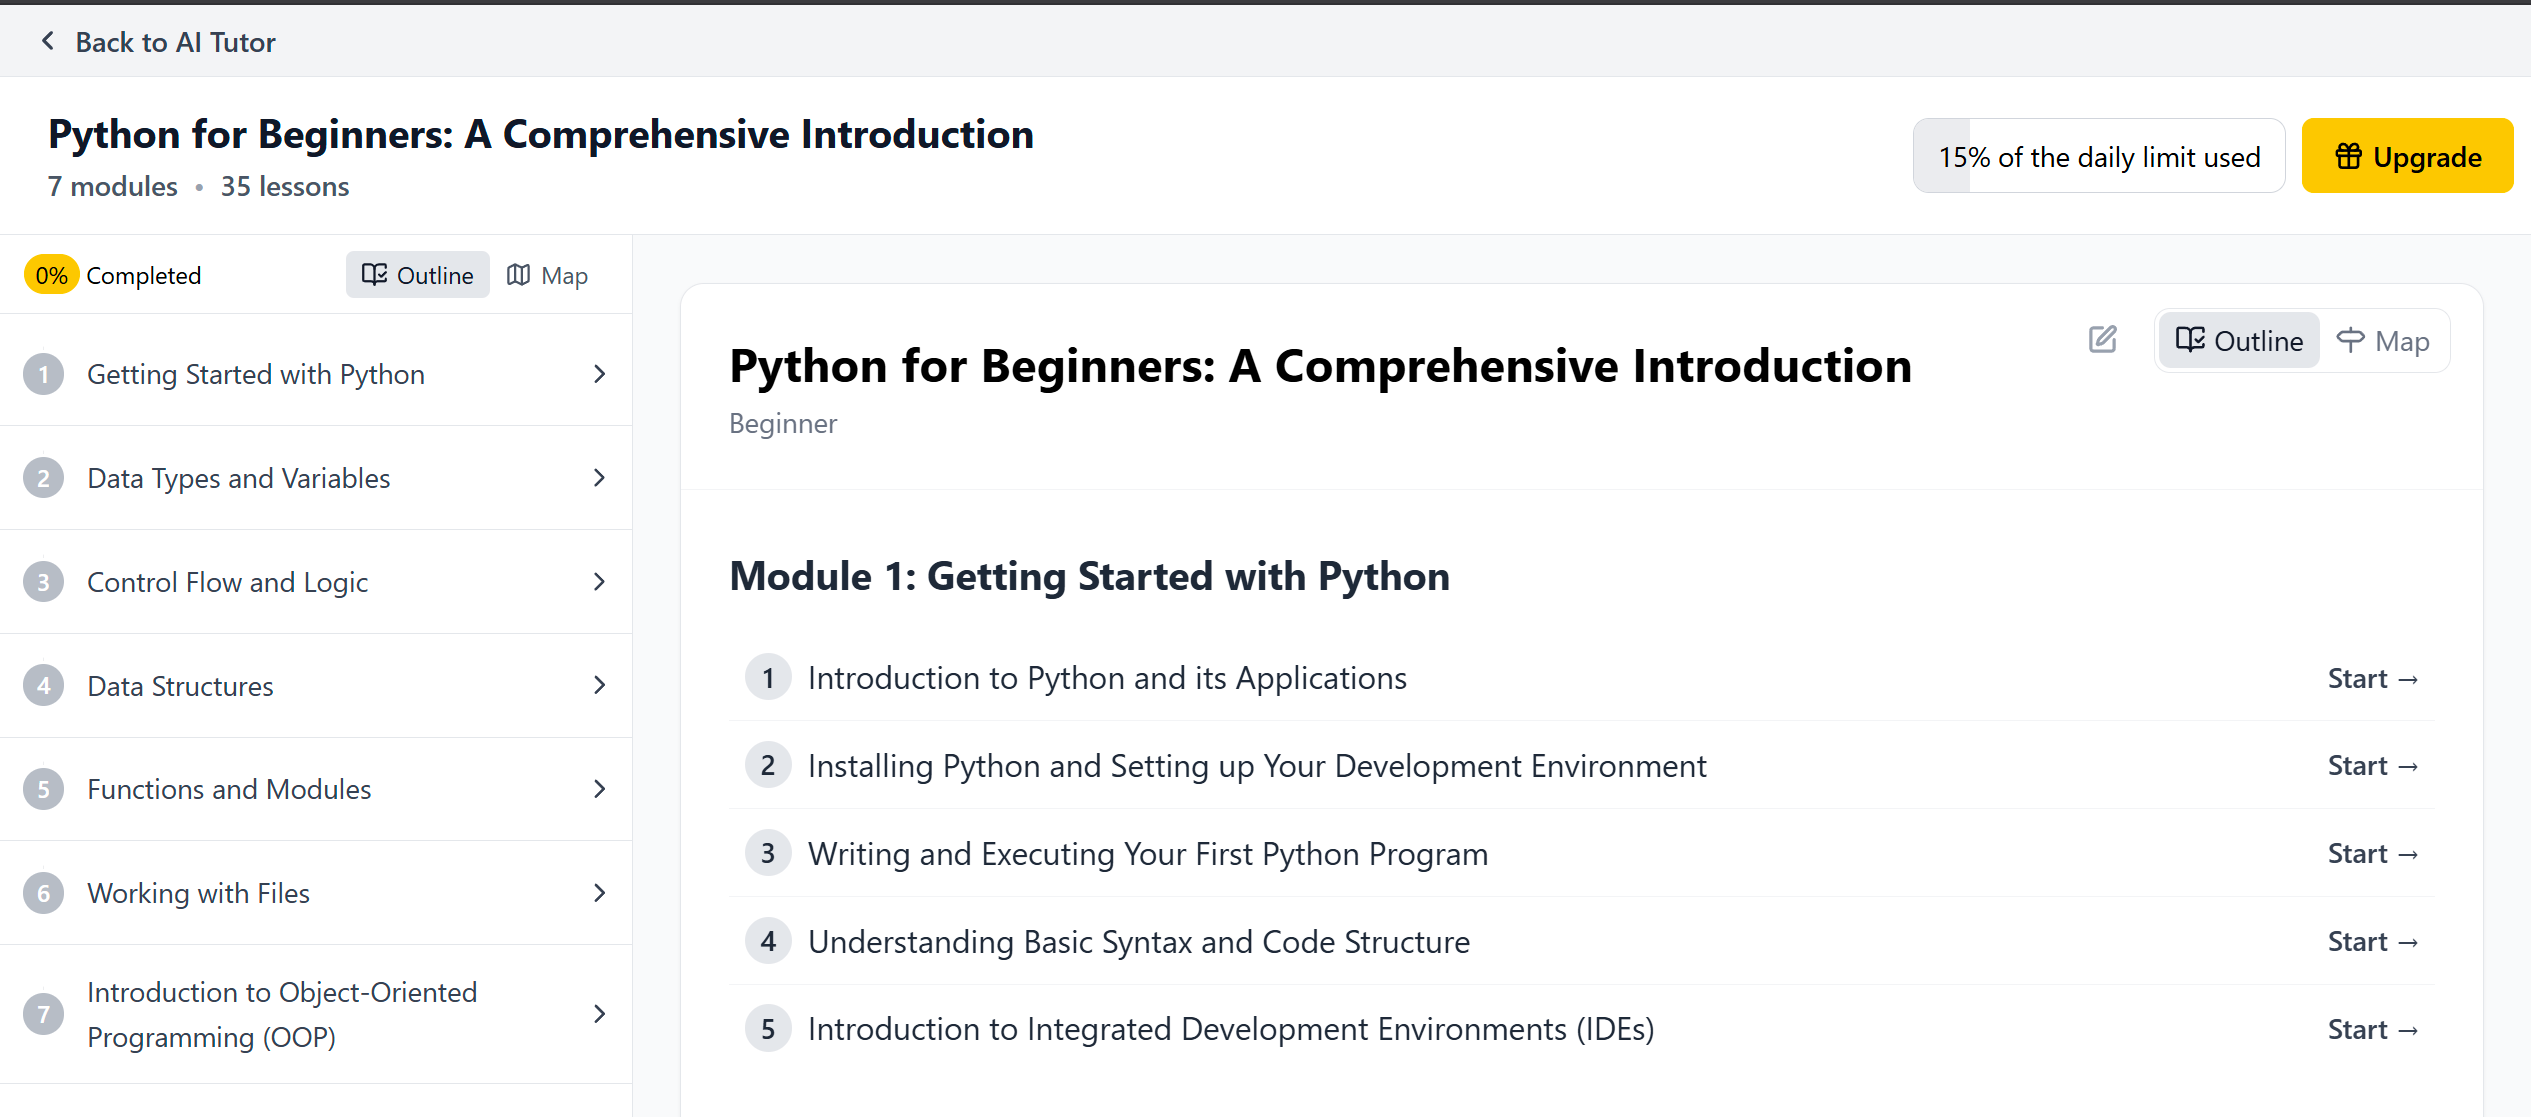 Back to AI Tutor
Python for Beginners: A Comprehensive Introduction
7 modules • 35 lessons
15% of the daily limit used
Upgrade
0% Completed
Outline
Map
1 Getting Started with Python
2 Data Types and Variables
3 Control Flow and Logic
4 Data Structures
5 Functions and Modules
6 Working with Files
7 Introduction to Object-Oriented
Programming (OOP)
Python for Beginners: A Comprehensive Introduction
Outline
Map
Beginner
Module 1: Getting Started with Python
1 Introduction to Python and its Applications Start →
2 Installing Python and Setting up Your Development Environment Start →
3 Writing and Executing Your First Python Program Start →
4 Understanding Basic Syntax and Code Structure Start →
5 Introduction to Integrated Development Environments (IDEs) Start →